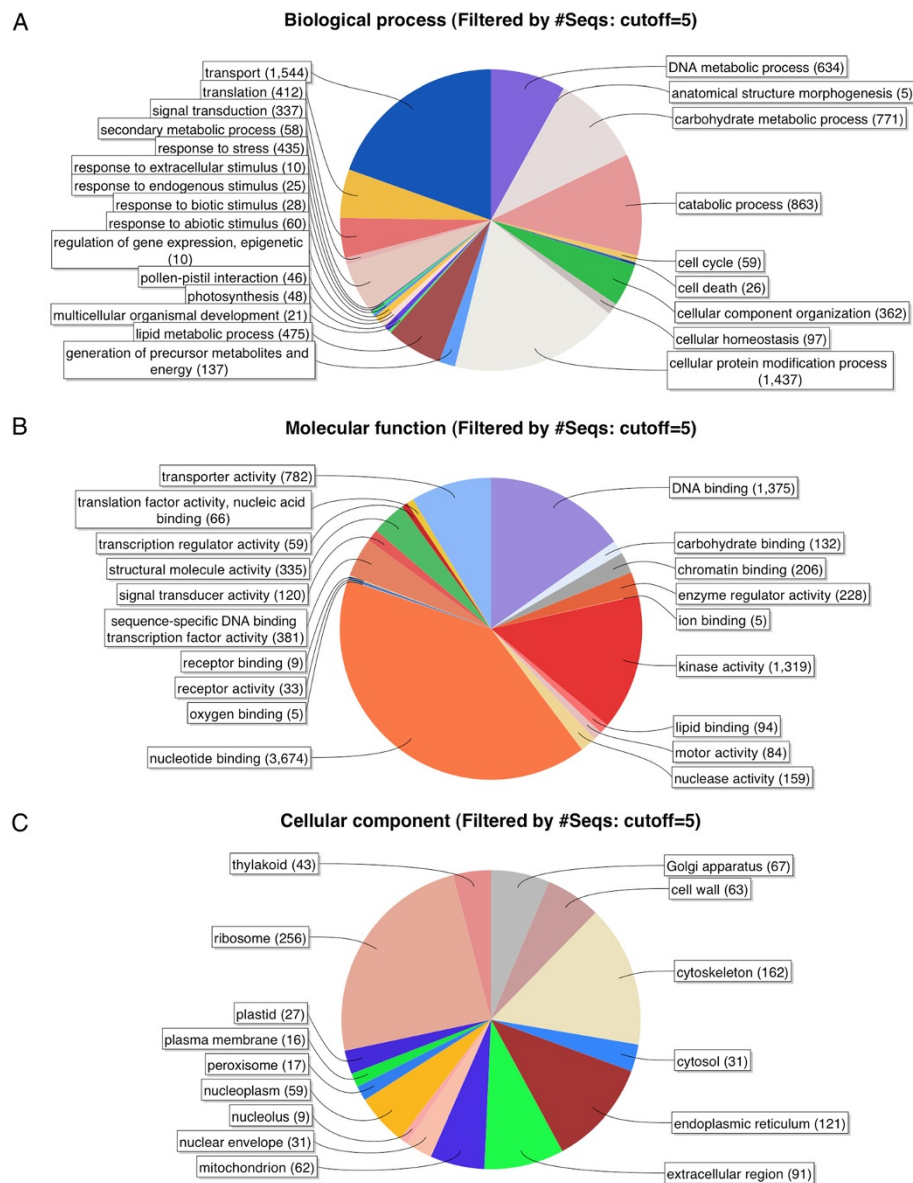 A
Biological process (Filtered by #Seqs: cutoff=5)
transport (1,544)
translation (412)
signal transduction (337)
secondary metabolic process (58)
response to stress (435)
response to extracellular stimulus (10)
response to endogenous stimulus (25)
response to biotic stimulus (28)
response to abiotic stimulus (60)
regulation of gene expression, epigenetic
(10)
pollen-pistil interaction (46)
photosynthesis (48)
multicellular organismal development (21)
lipid metabolic process (475)
generation of precursor metabolites and
energy (137)
DNA metabolic process (634)
anatomical structure morphogenesis (5)
carbohydrate metabolic process (771)
catabolic process (863)
cell cycle (59)
cell death (26)
cellular component organization (362)
cellular homeostasis (97)
cellular protein modification process
(1,437)
B
Molecular function (Filtered by #Seqs: cutoff=5)
transporter activity (782)
translation factor activity, nucleic acid
binding (66)
transcription regulator activity (59)
structural molecule activity (335)
signal transducer activity (120)
sequence-specific DNA binding
transcription factor activity (381)
receptor binding (9)
receptor activity (33)
oxygen binding (5)
nucleotide binding (3,674)
DNA binding (1,375)
carbohydrate binding (132)
chromatin binding (206)
enzyme regulator activity (228)
ion binding (5)
kinase activity (1,319)
lipid binding (94)
motor activity (84)
nuclease activity (159)
C
Cellular component (Filtered by #Seqs: cutoff=5)
thylakoid (43)
ribosome (256)
plastid (27)
plasma membrane (16)
peroxisome (17)
nucleoplasm (59)
nucleolus (9)
nuclear envelope (31)
mitochondrion (62)
Golgi apparatus (67)
cell wall (63)
cytoskeleton (162)
cytosol (31)
endoplasmic reticulum (121)
extracellular region (91)